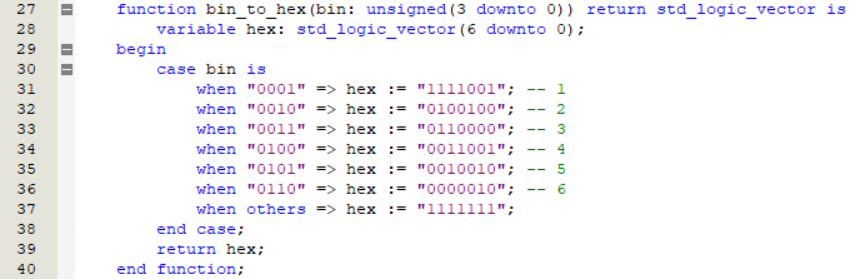 27 function bin_to_hex(bin: unsigned(3 downto 0)) return std_logic_vector is
28 variable hex: std_logic_vector(6 downto 0);
29 begin
30 case bin is
31 when "0001" => hex := "1111001"; -- 1
32 when "0010" => hex := "0100100"; -- 2
33 when "0011" => hex := "0110000"; -- 3
34 when "0100" => hex := "0011001"; -- 4
35 when "0101" => hex := "0010010"; -- 5
36 when "0110" => hex := "0000010"; -- 6
37 when others => hex := "1111111";
38 end case;
39 return hex;
40 end function;